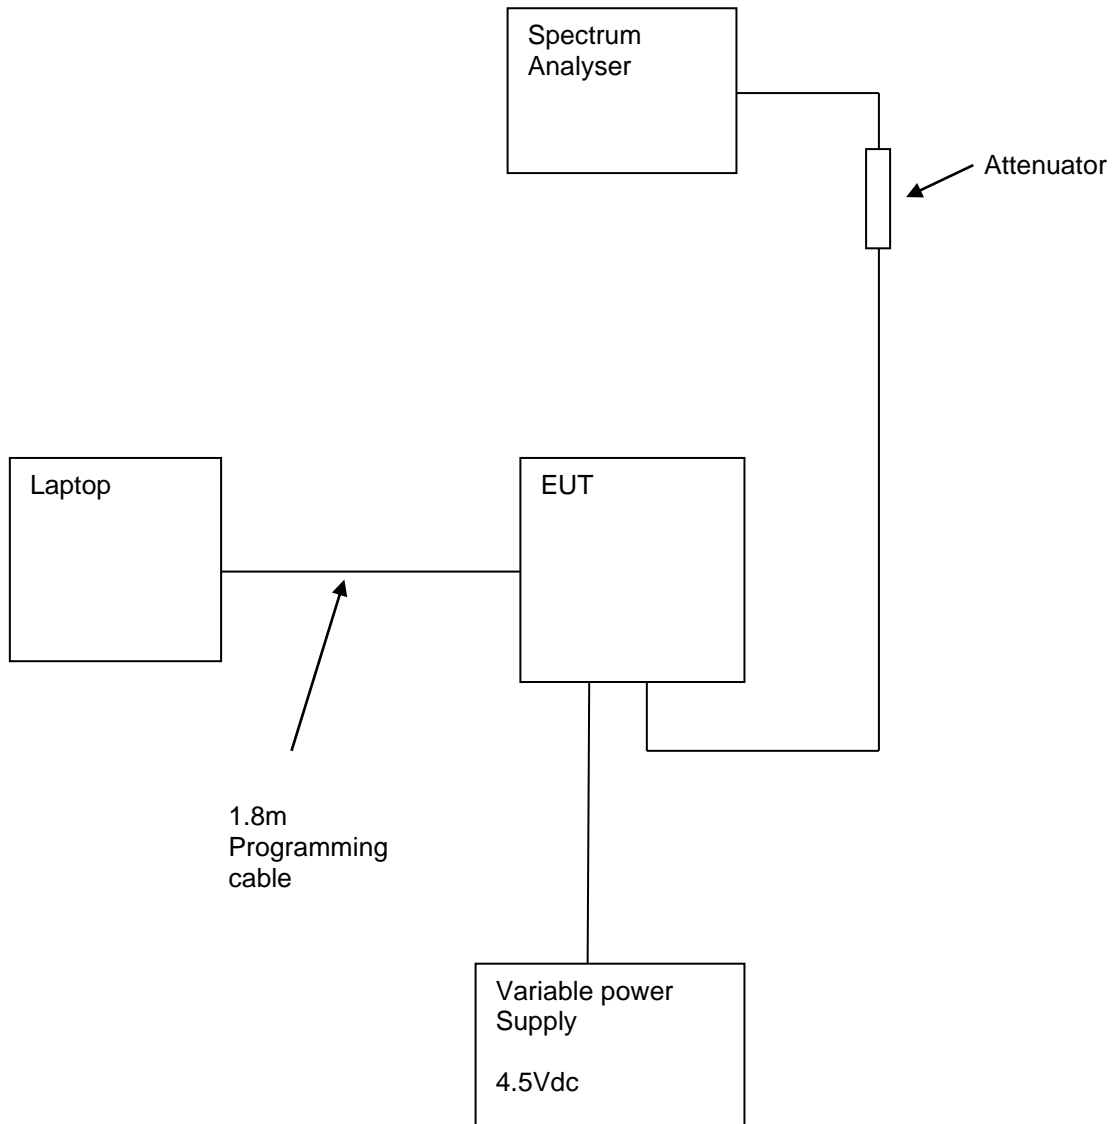 Spectrum
Analyser
Attenuator
Laptop
EUT
1.8m
Programming
cable
Variable power
Supply
4.5Vdc